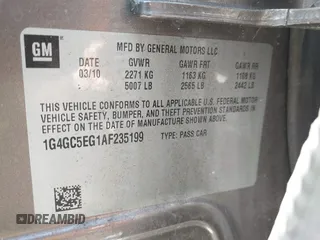 GM
MFD BY GENERAL MOTORS LLC.
DATE GVWR GAWR FRT GAWR RR
03/10 2271 KG 1163 KG 1108 KG
5007 LB 2565 LB 2442 LB
THIS VEHICLE CONFORMS TO ALL APPLICABLE U.S. FEDERAL MOTOR
VEHICLE SAFETY, BUMPER, AND THEFT PREVENTION STANDARDS IN
EFFECT ON THE DATE OF MANUFACTURE SHOWN ABOVE.
1G4GC5EG1AF235199 TYPE: PASS CAR
DREAMBID